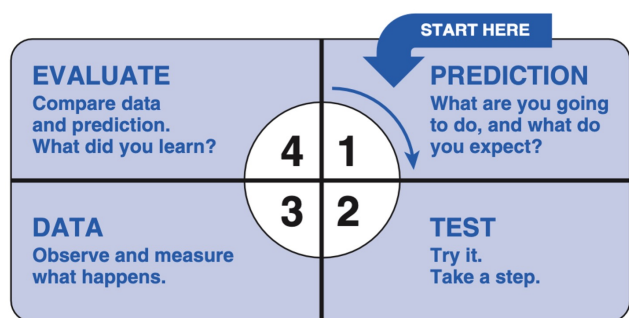 START HERE
PREDICTION
What are you going
to do, and what do
you expect?
1
2
TEST
Try it.
Take a step.
3
DATA
Observe and measure
what happens.
4
EVALUATE
Compare data
and prediction.
What did you learn?